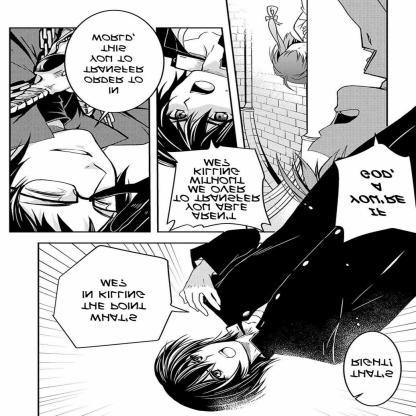 THAT'S
RIGHT!
WHAT'S
THE POINT
IN KILLING
ME?
IF
YOU'RE
A
GOD,
AREN'T
YOU ABLE
TO TRANSFER
ME OVER
WITHOUT
KILLING
ME?
IN
ORDER TO
TRANSFER
YOU TO
THIS
WORLD,